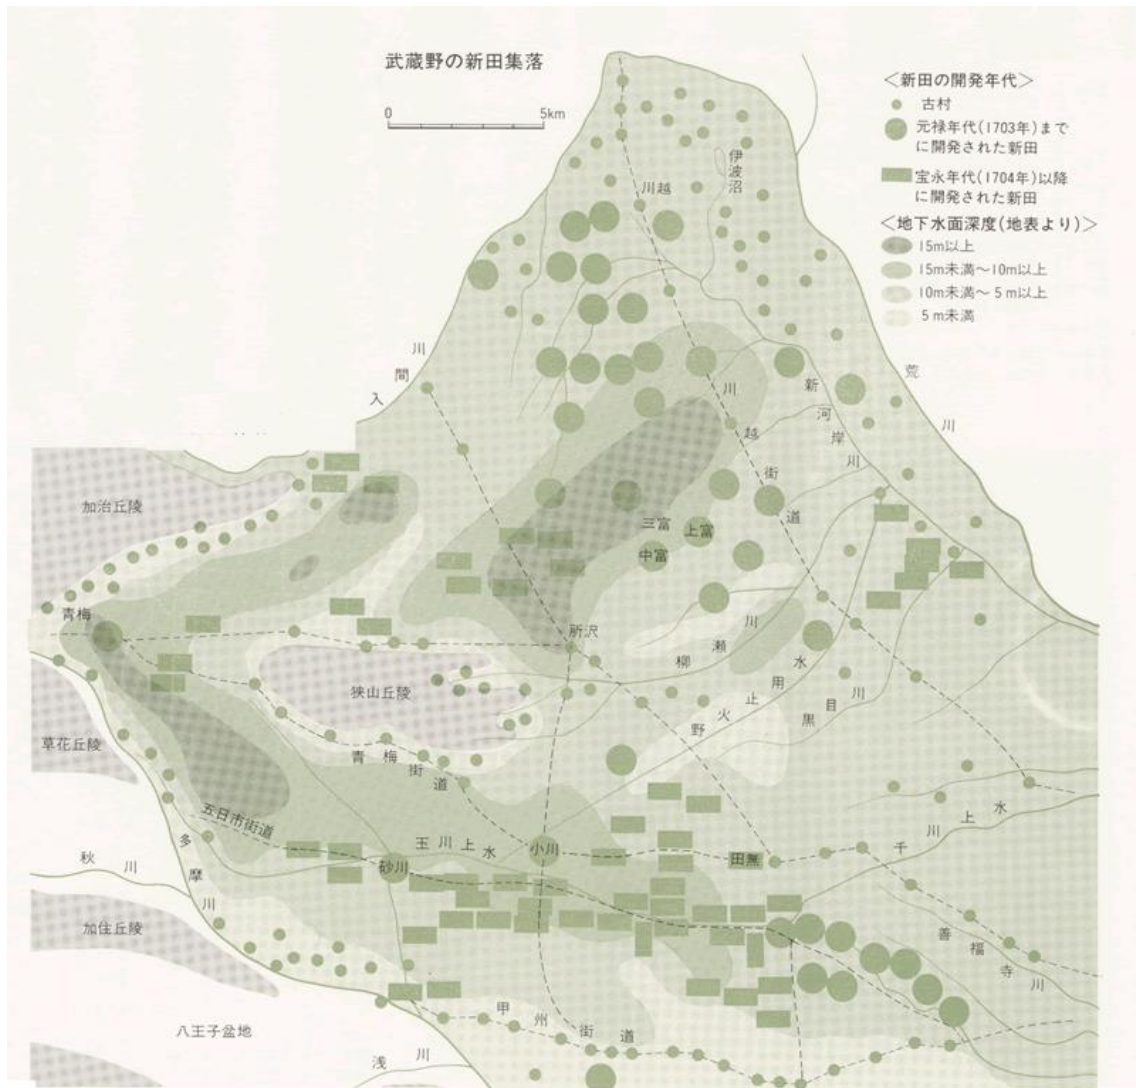 武蔵野の新田集落
0 5km
<新田の開発年代>
古村
元禄年代(1703年)まで
に開発された新田
宝永年代(1704年)以降
に開発された新田
<地下水面深度(地表より)>
15m以上
15m未満〜10m以上
10m未満〜5m以上
5m未満
伊波沼
川越
入間川
新河岸川
荒川
川越街道
加治丘陵
三富
上富
中富
青梅
所沢
柳瀬川
狭山丘陵
野火止用水
黒目川
草花丘陵
青梅街道
五日市街道
玉川上水
小川
田無
千川上水
砂川
秋川
多摩川
加住丘陵
善福寺川
甲州街道
八王子盆地
浅川